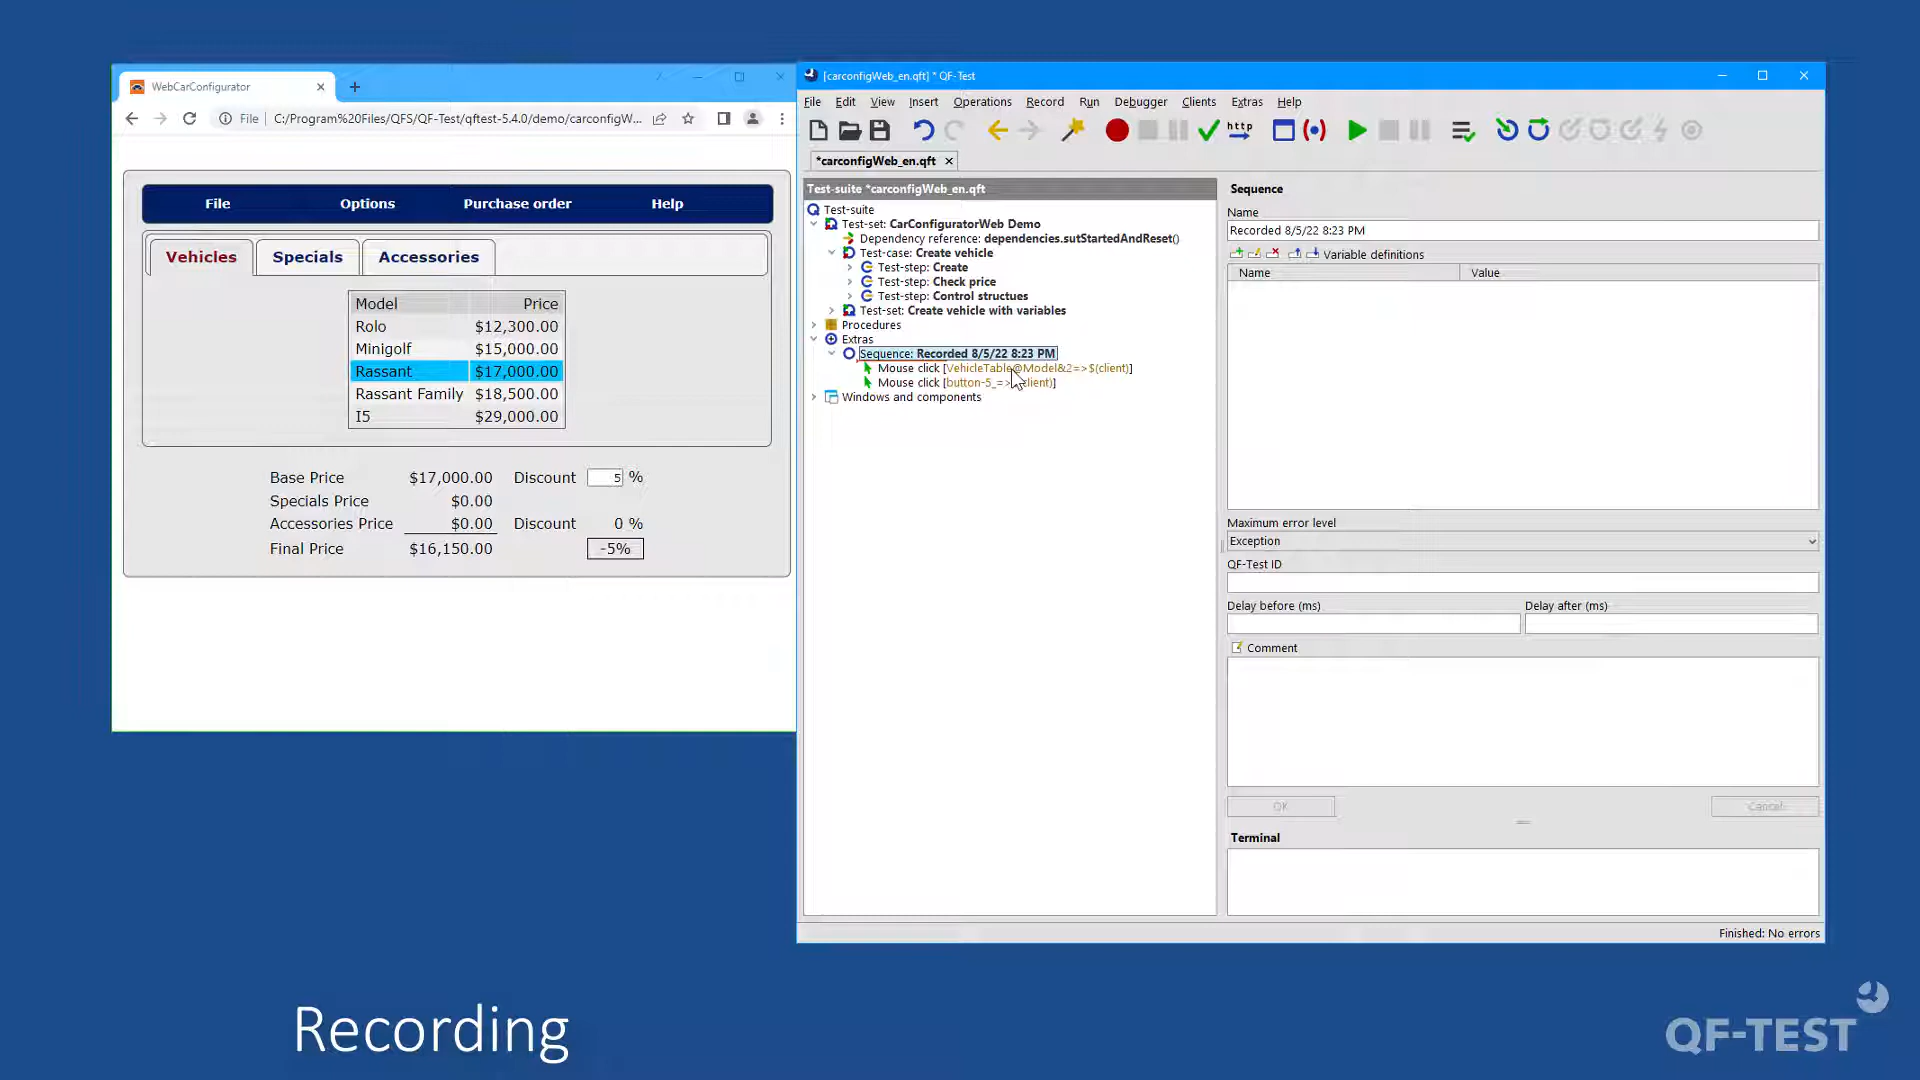 WebCarConfigurator
File C:/Program%20Files/QFS/QF-Test/qftest-5.4.0/demo/carconfigW...
File Options Purchase order Help
Vehicles Specials Accessories
Model Price
Rolo $12,300.00
Minigolf $15,000.00
Rassant $17,000.00
Rassant Family $18,500.00
I5 $29,000.00
Base Price $17,000.00 Discount 5 %
Specials Price $0.00
Accessories Price $0.00 Discount 0 %
Final Price $16,150.00 -5%
[carconfigWeb_en.qft] * QF-Test
File Edit View Insert Operations Record Run Debugger Clients Extras Help
http
*carconfigWeb_en.qft
Test-suite *carconfigWeb_en.qft
Test-suite
Test-set: CarConfiguratorWeb Demo
Dependency reference: dependencies.sutStartedAndReset()
Test-case: Create vehicle
Test-step: Create
Test-step: Check price
Test-step: Control structues
Test-set: Create vehicle with variables
Procedures
Extras
Sequence: Recorded 8/5/22 8:23 PM
Mouse click [VehicleTable@Model&2=>$(client)]
Mouse click [button-5_=> client)]
Windows and components
Sequence
Name
Recorded 8/5/22 8:23 PM
Variable definitions
Name Value
Maximum error level
Exception
QF-Test ID
Delay before (ms) Delay after (ms)
Comment
OK Cancel
Terminal
Finished: No errors
Recording
QF-TEST